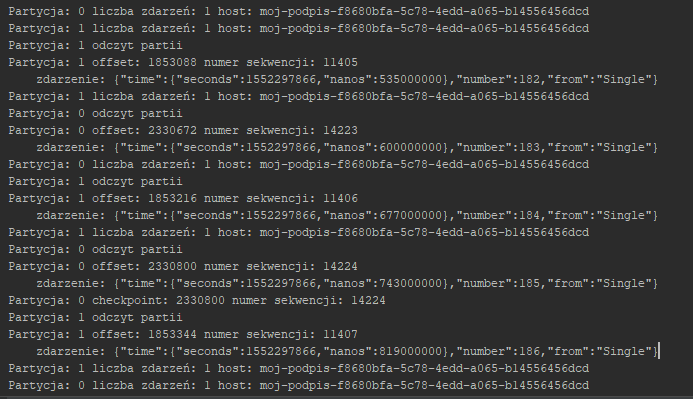 Partycja: 0 liczba zdarzeń: 1 host: moj-podpis-f8680bfa-5c78-4edd-a065-b14556456dcd
Partycja: 1 liczba zdarzeń: 1 host: moj-podpis-f8680bfa-5c78-4edd-a065-b14556456dcd
Partycja: 1 odczyt partii
Partycja: 1 offset: 1853088 numer sekwencji: 11405
zdarzenie: {"time":{"seconds":1552297866,"nanos":535000000},"number":182,"from":"Single"}
Partycja: 1 liczba zdarzeń: 1 host: moj-podpis-f8680bfa-5c78-4edd-a065-b14556456dcd
Partycja: 0 odczyt partii
Partycja: 0 offset: 2330672 numer sekwencji: 14223
zdarzenie: {"time":{"seconds":1552297866,"nanos":600000000},"number":183,"from":"Single"}
Partycja: 0 liczba zdarzeń: 1 host: moj-podpis-f8680bfa-5c78-4edd-a065-b14556456dcd
Partycja: 1 odczyt partii
Partycja: 1 offset: 1853216 numer sekwencji: 11406
zdarzenie: {"time":{"seconds":1552297866,"nanos":677000000},"number":184,"from":"Single"}
Partycja: 1 liczba zdarzeń: 1 host: moj-podpis-f8680bfa-5c78-4edd-a065-b14556456dcd
Partycja: 0 odczyt partii
Partycja: 0 offset: 2330800 numer sekwencji: 14224
zdarzenie: {"time":{"seconds":1552297866,"nanos":743000000},"number":185,"from":"Single"}
Partycja: 0 checkpoint: 2330800 numer sekwencji: 14224
Partycja: 1 odczyt partii
Partycja: 1 offset: 1853344 numer sekwencji: 11407
zdarzenie: {"time":{"seconds":1552297866,"nanos":819000000},"number":186,"from":"Single"}
Partycja: 1 liczba zdarzeń: 1 host: moj-podpis-f8680bfa-5c78-4edd-a065-b14556456dcd
Partycja: 0 liczba zdarzeń: 1 host: moj-podpis-f8680bfa-5c78-4edd-a065-b14556456dcd